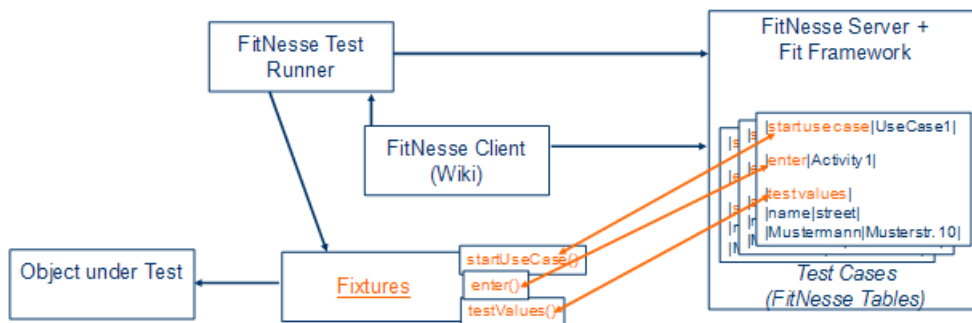 FitNesse Test
Runner
FitNesse Server +
Fit Framework
FitNesse Client
(Wiki)
|startusecase|UseCase1|
|enter|Activity1|
|testvalues|
|name|street|
|Mustermann|Musterstr. 10|
Test Cases
(FitNesse Tables)
Object under Test
Fixtures
startUseCase()
enter()
testValues()